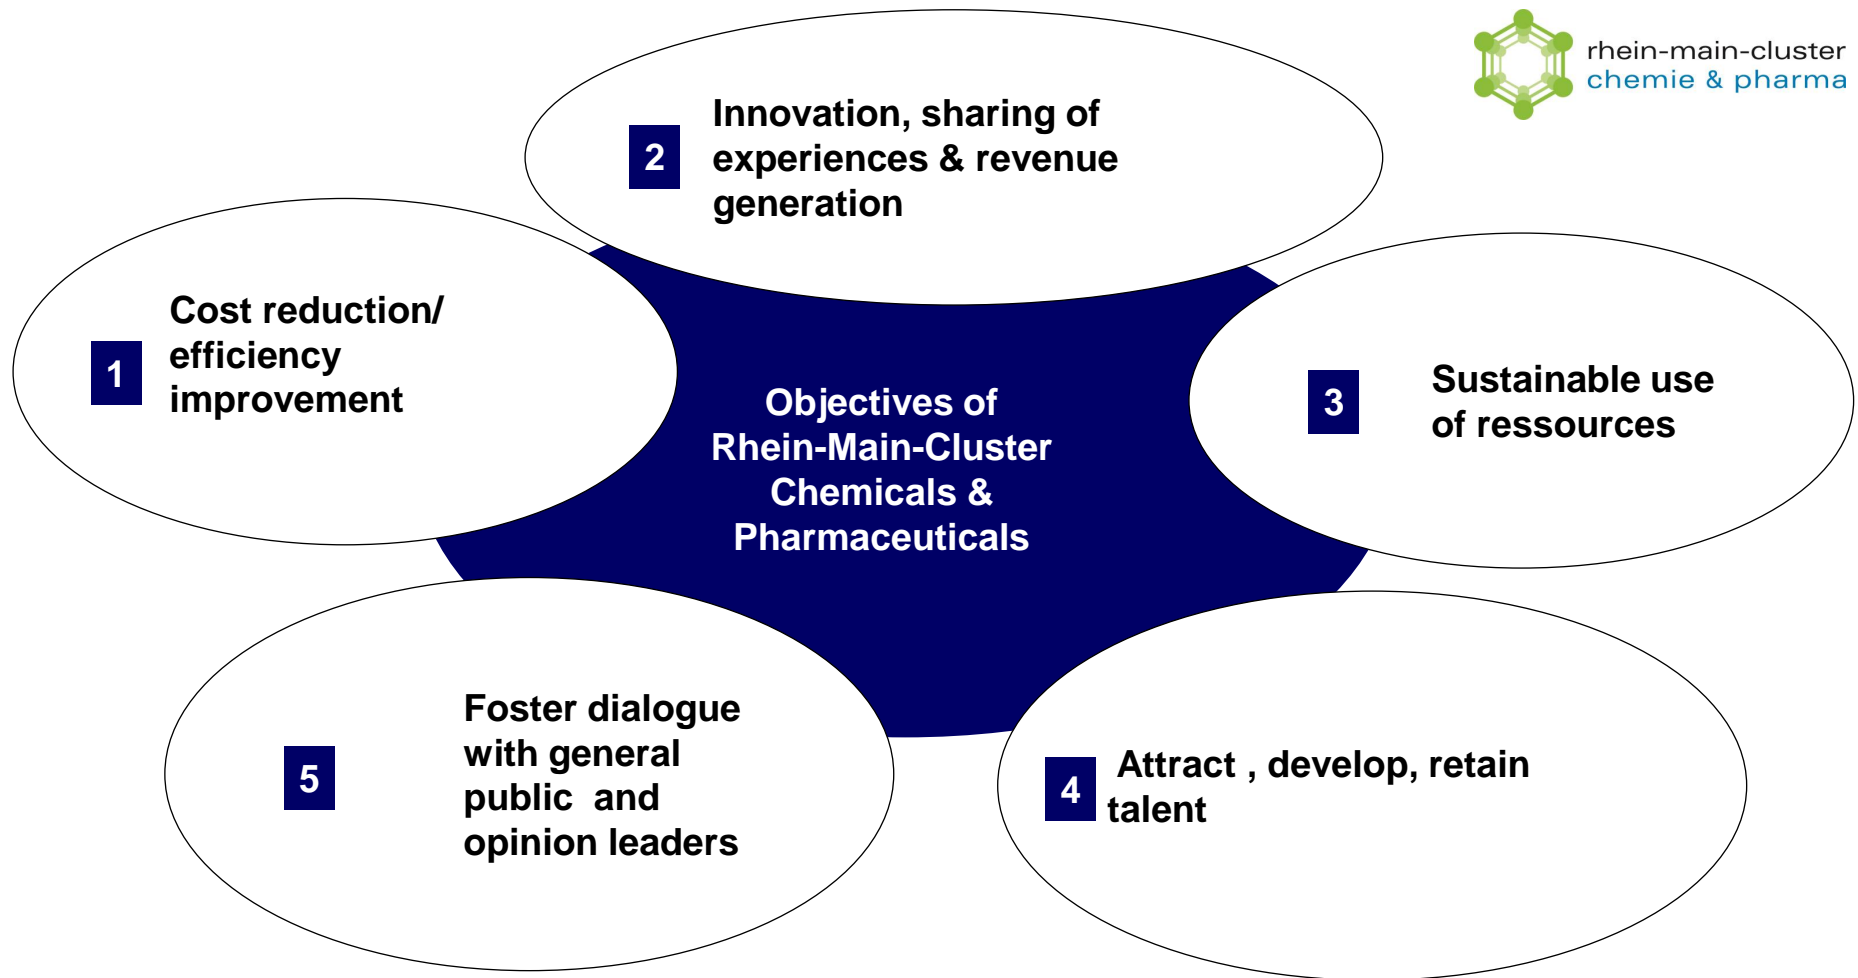 rhein-main-cluster
chemie & pharma
2
Innovation, sharing of
experiences & revenue
generation
1
Cost reduction/
efficiency
improvement
Objectives of
Rhein-Main-Cluster
Chemicals &
Pharmaceuticals
3
Sustainable use
of ressources
5
Foster dialogue
with general
public  and
opinion leaders
4
Attract , develop, retain
talent